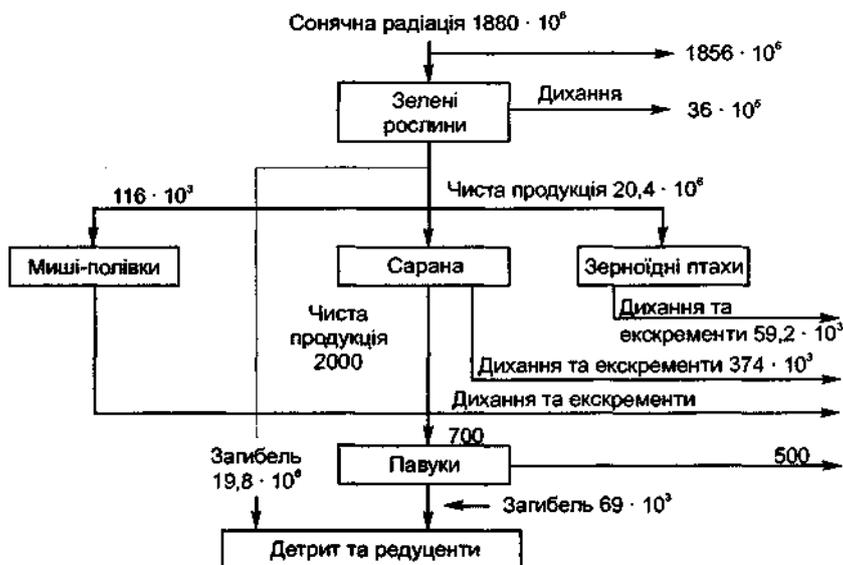 Сонячна радіація 1880 · 10⁶
1856 · 10⁶
Зелені
рослини
Дихання
36 · 10⁵
116 · 10³
Чиста продукція 20,4 · 10⁶
Миші-полівки
Сарана
Зерноїдні птахи
Чиста
продукція
2000
Дихання та
екскременти 59,2 · 10³
Дихання та екскременти 374 · 10³
Дихання та екскременти
700
Павуки
500
Загибель
19,8 · 10⁶
Загибель 69 · 10³
Детрит та редуценти